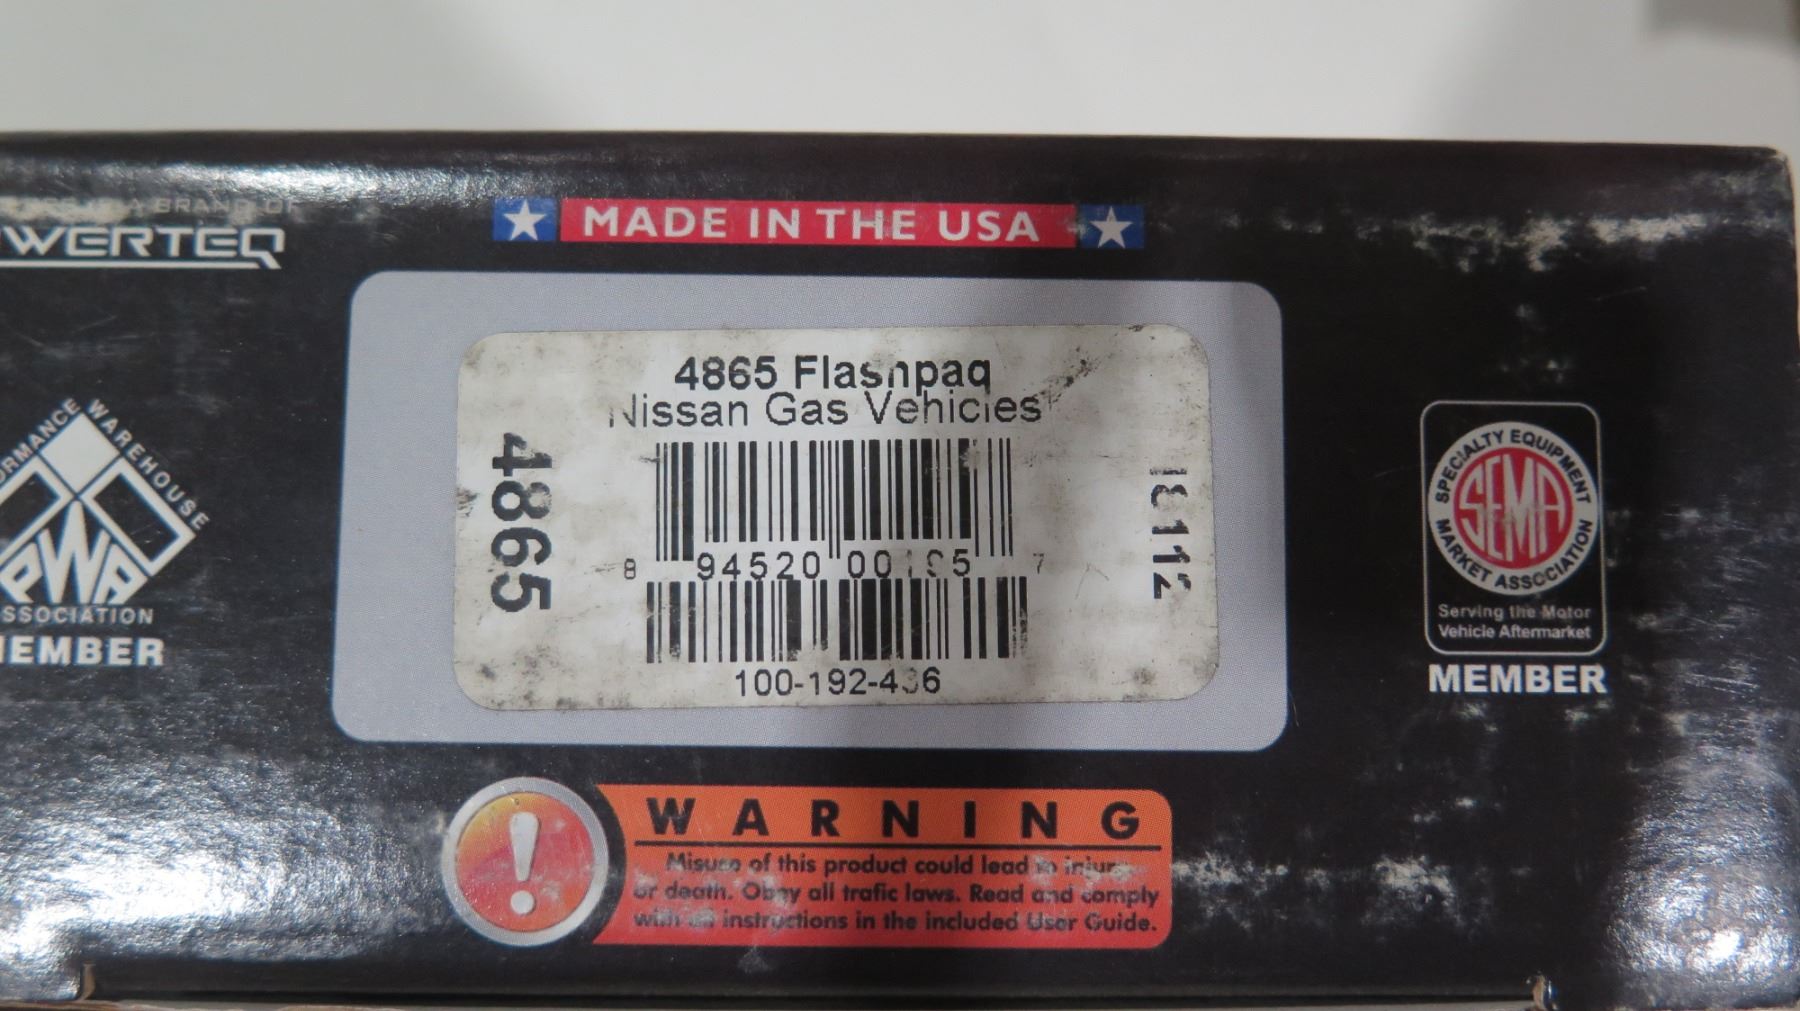 A BRAND OF
WERTEQ
MADE IN THE USA
4865 Flashpaq
Nissan Gas Vehicles
4865
18112
8 94520 00195 7
100-192-436
WAREHOUSE
PWA
MEMBER
SPECIALTY EQUIPMENT
MARKET ASSOCIATION
SEMA
Serving the Motor
Vehicle Aftermarket
MEMBER
WARNING
Misuse of this product could lead to injury
or death. Obey all trafic laws. Read and comply
with all instructions in the included User Guide.